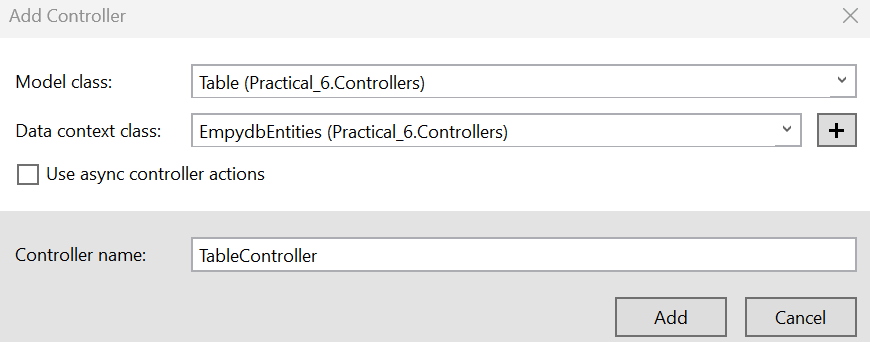 Add Controller
Model class: Table (Practical_6.Controllers)
Data context class: EmpydbEntities (Practical_6.Controllers) +
Use async controller actions
Controller name: TableController
Add Cancel